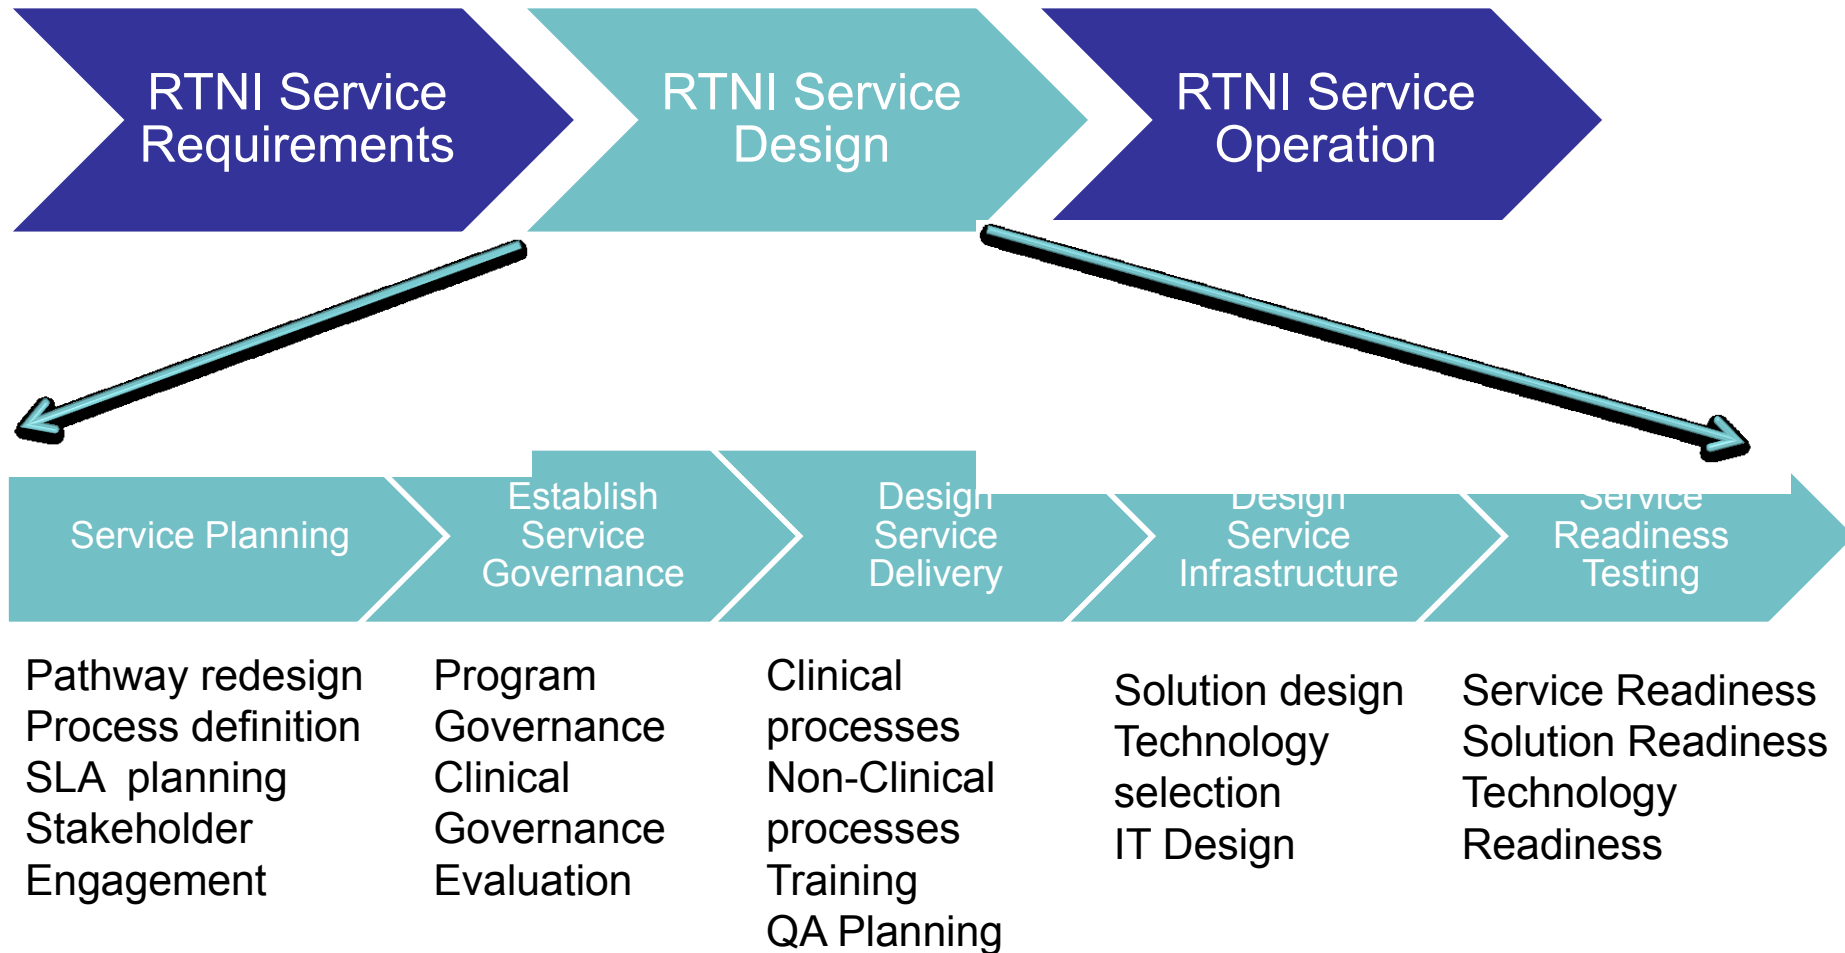 RTNI Service
Requirements
RTNI Service
Design
RTNI Service
Operation
Service Planning
Establish
Service
Governance
Design
Service
Delivery
Design
Service
Infrastructure
Service
Readiness
Testing
Pathway redesign
Process definition
SLA  planning
Stakeholder
Engagement
Program
Governance
Clinical
Governance
Evaluation
Clinical
processes
Non-Clinical
processes
Training
QA Planning
Solution design
Technology
selection
IT Design
Service Readiness
Solution Readiness
Technology
Readiness